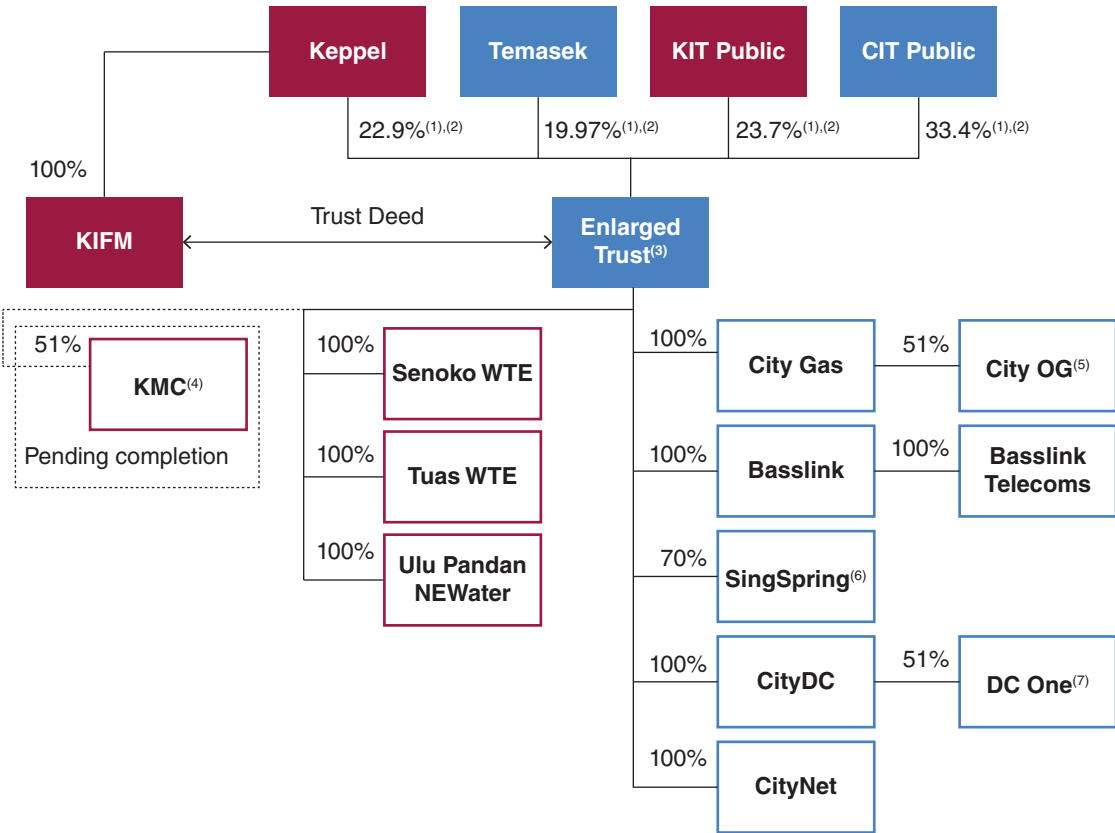 Keppel
Temasek
KIT Public
CIT Public
22.9%(1),(2)
19.97%(1),(2)
23.7%(1),(2)
33.4%(1),(2)
100%
KIFM
Trust Deed
Enlarged
Trust(3)
51%
KMC(4)
Pending completion
100%
Senoko WTE
100%
Tuas WTE
100%
Ulu Pandan
NEWater
100%
City Gas
51%
City OG(5)
100%
Basslink
100%
Basslink
Telecoms
70%
SingSpring(6)
100%
CityDC
51%
DC One(7)
100%
CityNet